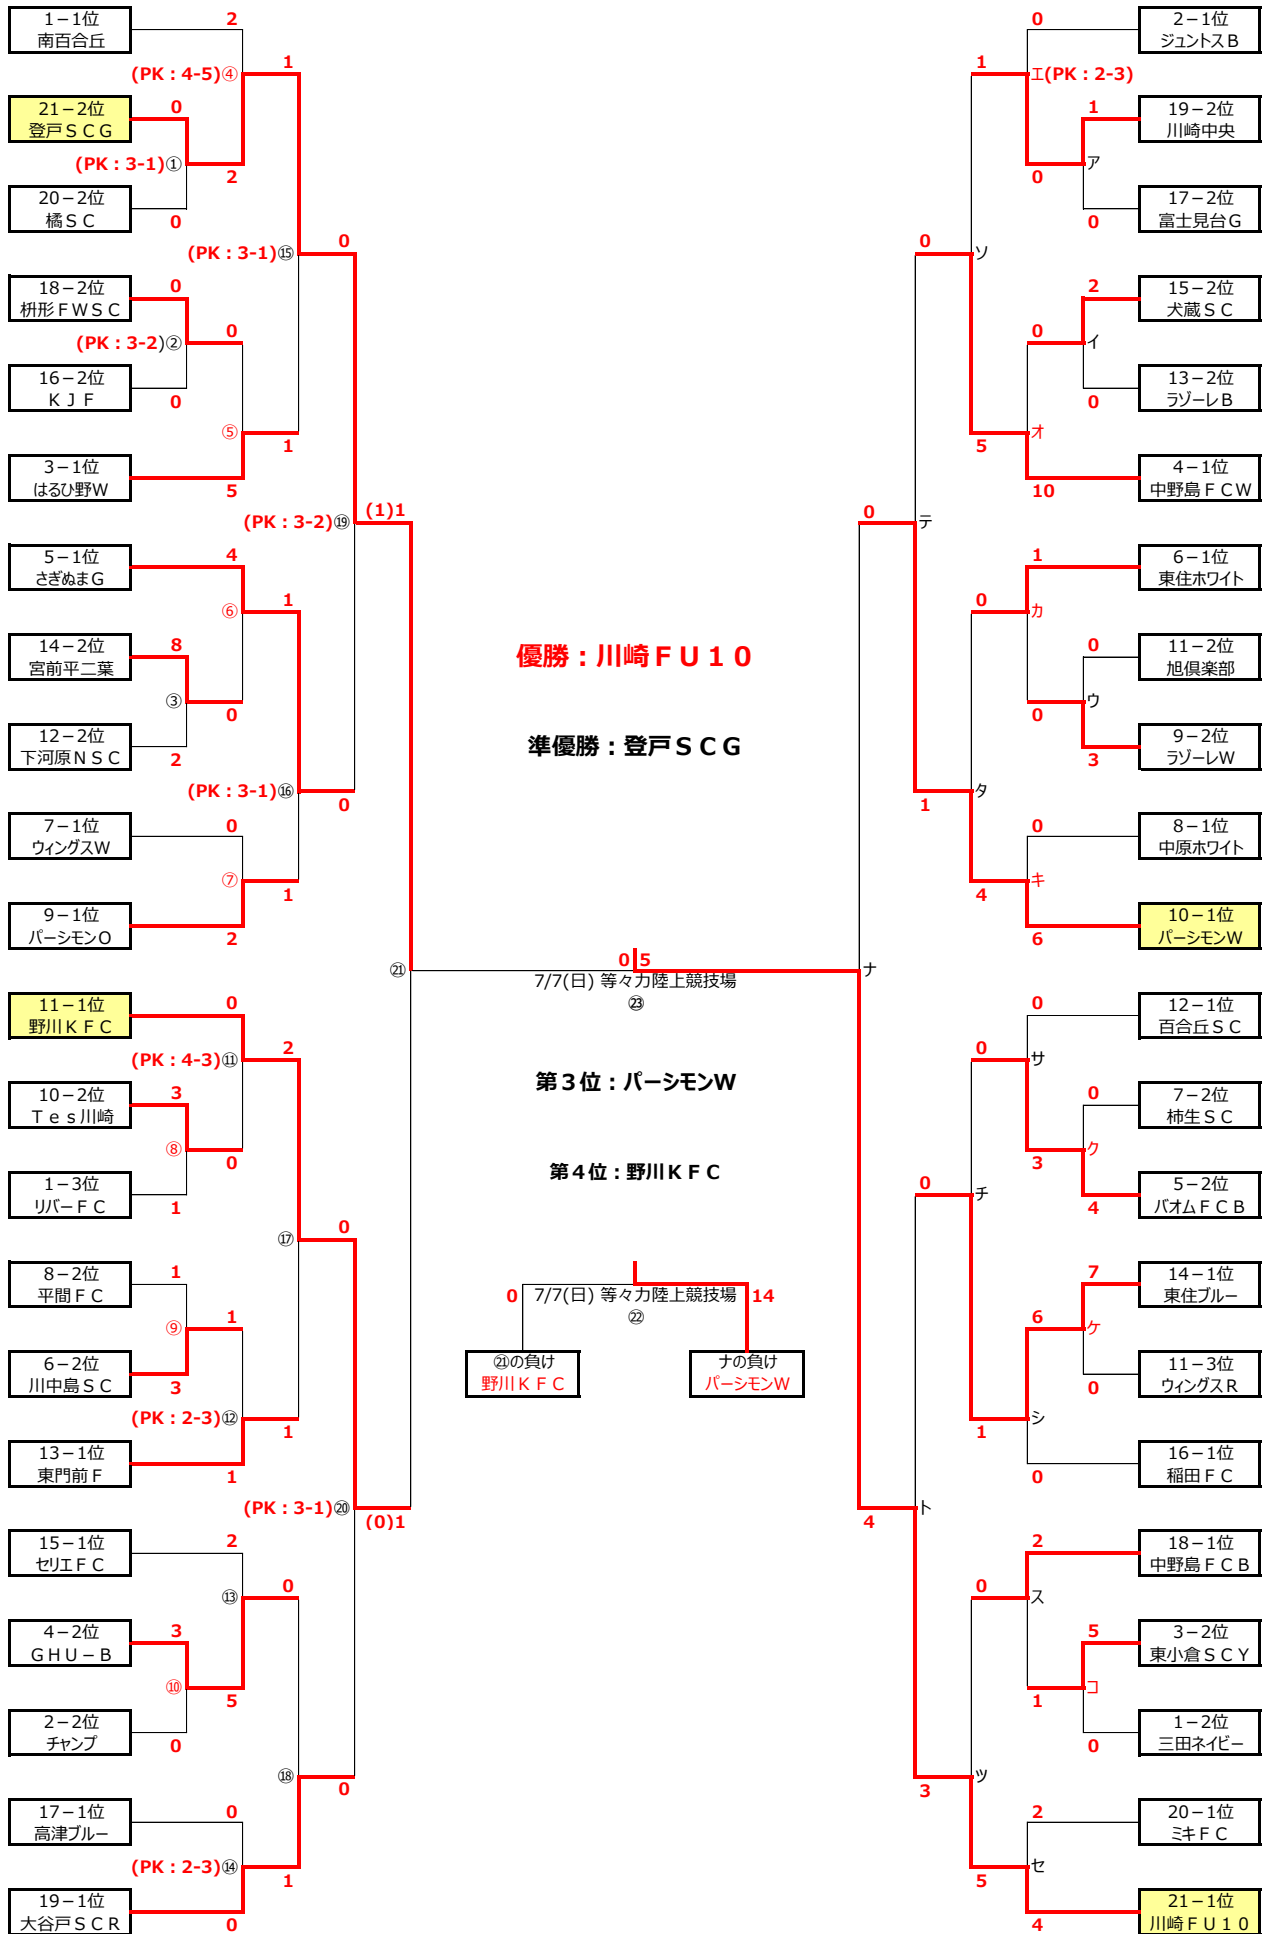 1－1位
南百合丘
2
(PK：4-5)④
1
21－2位
登戸ＳＣＧ
0
(PK：3-1)①
2
20－2位
橘ＳＣ
0
(PK：3-1)⑮
0
18－2位
枡形ＦＷＳＣ
0
(PK：3-2)②
0
16－2位
ＫＪＦ
0
⑤
1
3－1位
はるひ野W
5
(PK：3-2)⑲
(1)1
5－1位
さぎぬまＧ
4
⑥
1
14－2位
宮前平二葉
8
③
0
12－2位
下河原ＮＳＣ
2
(PK：3-1)⑯
0
7－1位
ウィングスW
0
⑦
1
9－1位
パーシモンO
2
㉑
11－1位
野川ＫＦＣ
0
(PK：4-3)⑪
2
10－2位
Ｔｅｓ川崎
3
⑧
0
1－3位
リバーＦＣ
1
⑰
0
8－2位
平間ＦＣ
1
⑨
1
6－2位
川中島ＳＣ
3
(PK：2-3)⑫
1
13－1位
東門前Ｆ
1
(PK：3-1)⑳
(0)1
15－1位
セリエＦＣ
2
⑬
0
4－2位
ＧＨＵ－Ｂ
3
⑩
5
2－2位
チャンプ
0
⑱
0
17－1位
高津ブルー
0
(PK：2-3)⑭
1
19－1位
大谷戸ＳＣＲ
0
優勝：川崎ＦＵ１０
準優勝：登戸ＳＣＧ
0 5
7/7(日) 等々力陸上競技場
㉓
第３位：パーシモンW
第４位：野川ＫＦＣ
0
7/7(日) 等々力陸上競技場
14
㉒
㉑の負け
野川ＫＦＣ
ナの負け
パーシモンW
0
2－1位
ジュントスＢ
1
エ(PK：2-3)
1
19－2位
川崎中央
0
ア
17－2位
富士見台Ｇ
0
0
ソ
2
15－2位
犬蔵ＳＣ
0
イ
13－2位
ラゾーレＢ
0
5
オ
4－1位
中野島ＦＣＷ
10
0
テ
1
6－1位
東住ホワイト
0
カ
0
11－2位
旭倶楽部
0
ウ
9－2位
ラゾーレW
3
1
タ
0
8－1位
中原ホワイト
4
キ
10－1位
パーシモンW
6
ナ
0
12－1位
百合丘ＳＣ
0
サ
0
7－2位
柿生ＳＣ
3
ク
5－2位
バオムＦＣＢ
4
0
チ
7
14－1位
東住ブルー
6
ケ
11－3位
ウィングスＲ
0
1
シ
16－1位
稲田ＦＣ
0
4
ト
2
18－1位
中野島ＦＣＢ
0
ス
5
3－2位
東小倉ＳＣＹ
1
コ
1－2位
三田ネイビー
0
3
ツ
2
20－1位
ミキＦＣ
5
セ
21－1位
川崎ＦＵ１０
4